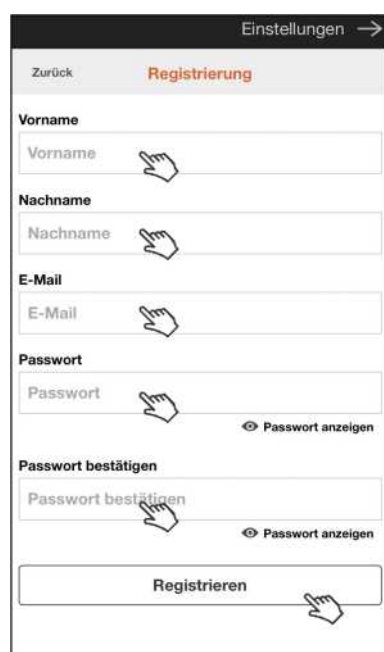 Einstellungen →
Zurück Registrierung
Vorname
Vorname
Nachname
Nachname
E-Mail
E-Mail
Passwort
Passwort
Passwort anzeigen
Passwort bestätigen
Passwort bestätigen
Passwort anzeigen
Registrieren